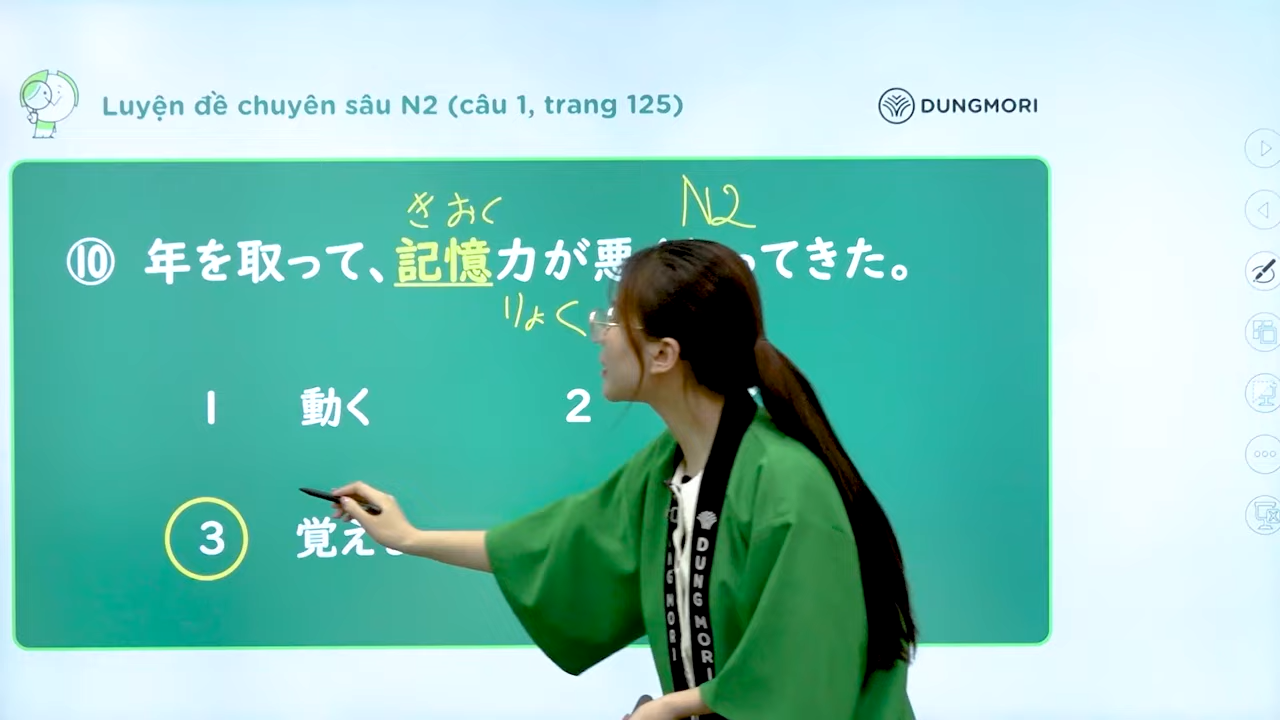 Luyện đề chuyên sâu N2 (câu 1, trang 125)
DUNGMORI
きおく
N2
⑩ 年を取って、記憶力が悪
ってきた。
りょく
1 動く
2
3 覚え
DUNG MORI